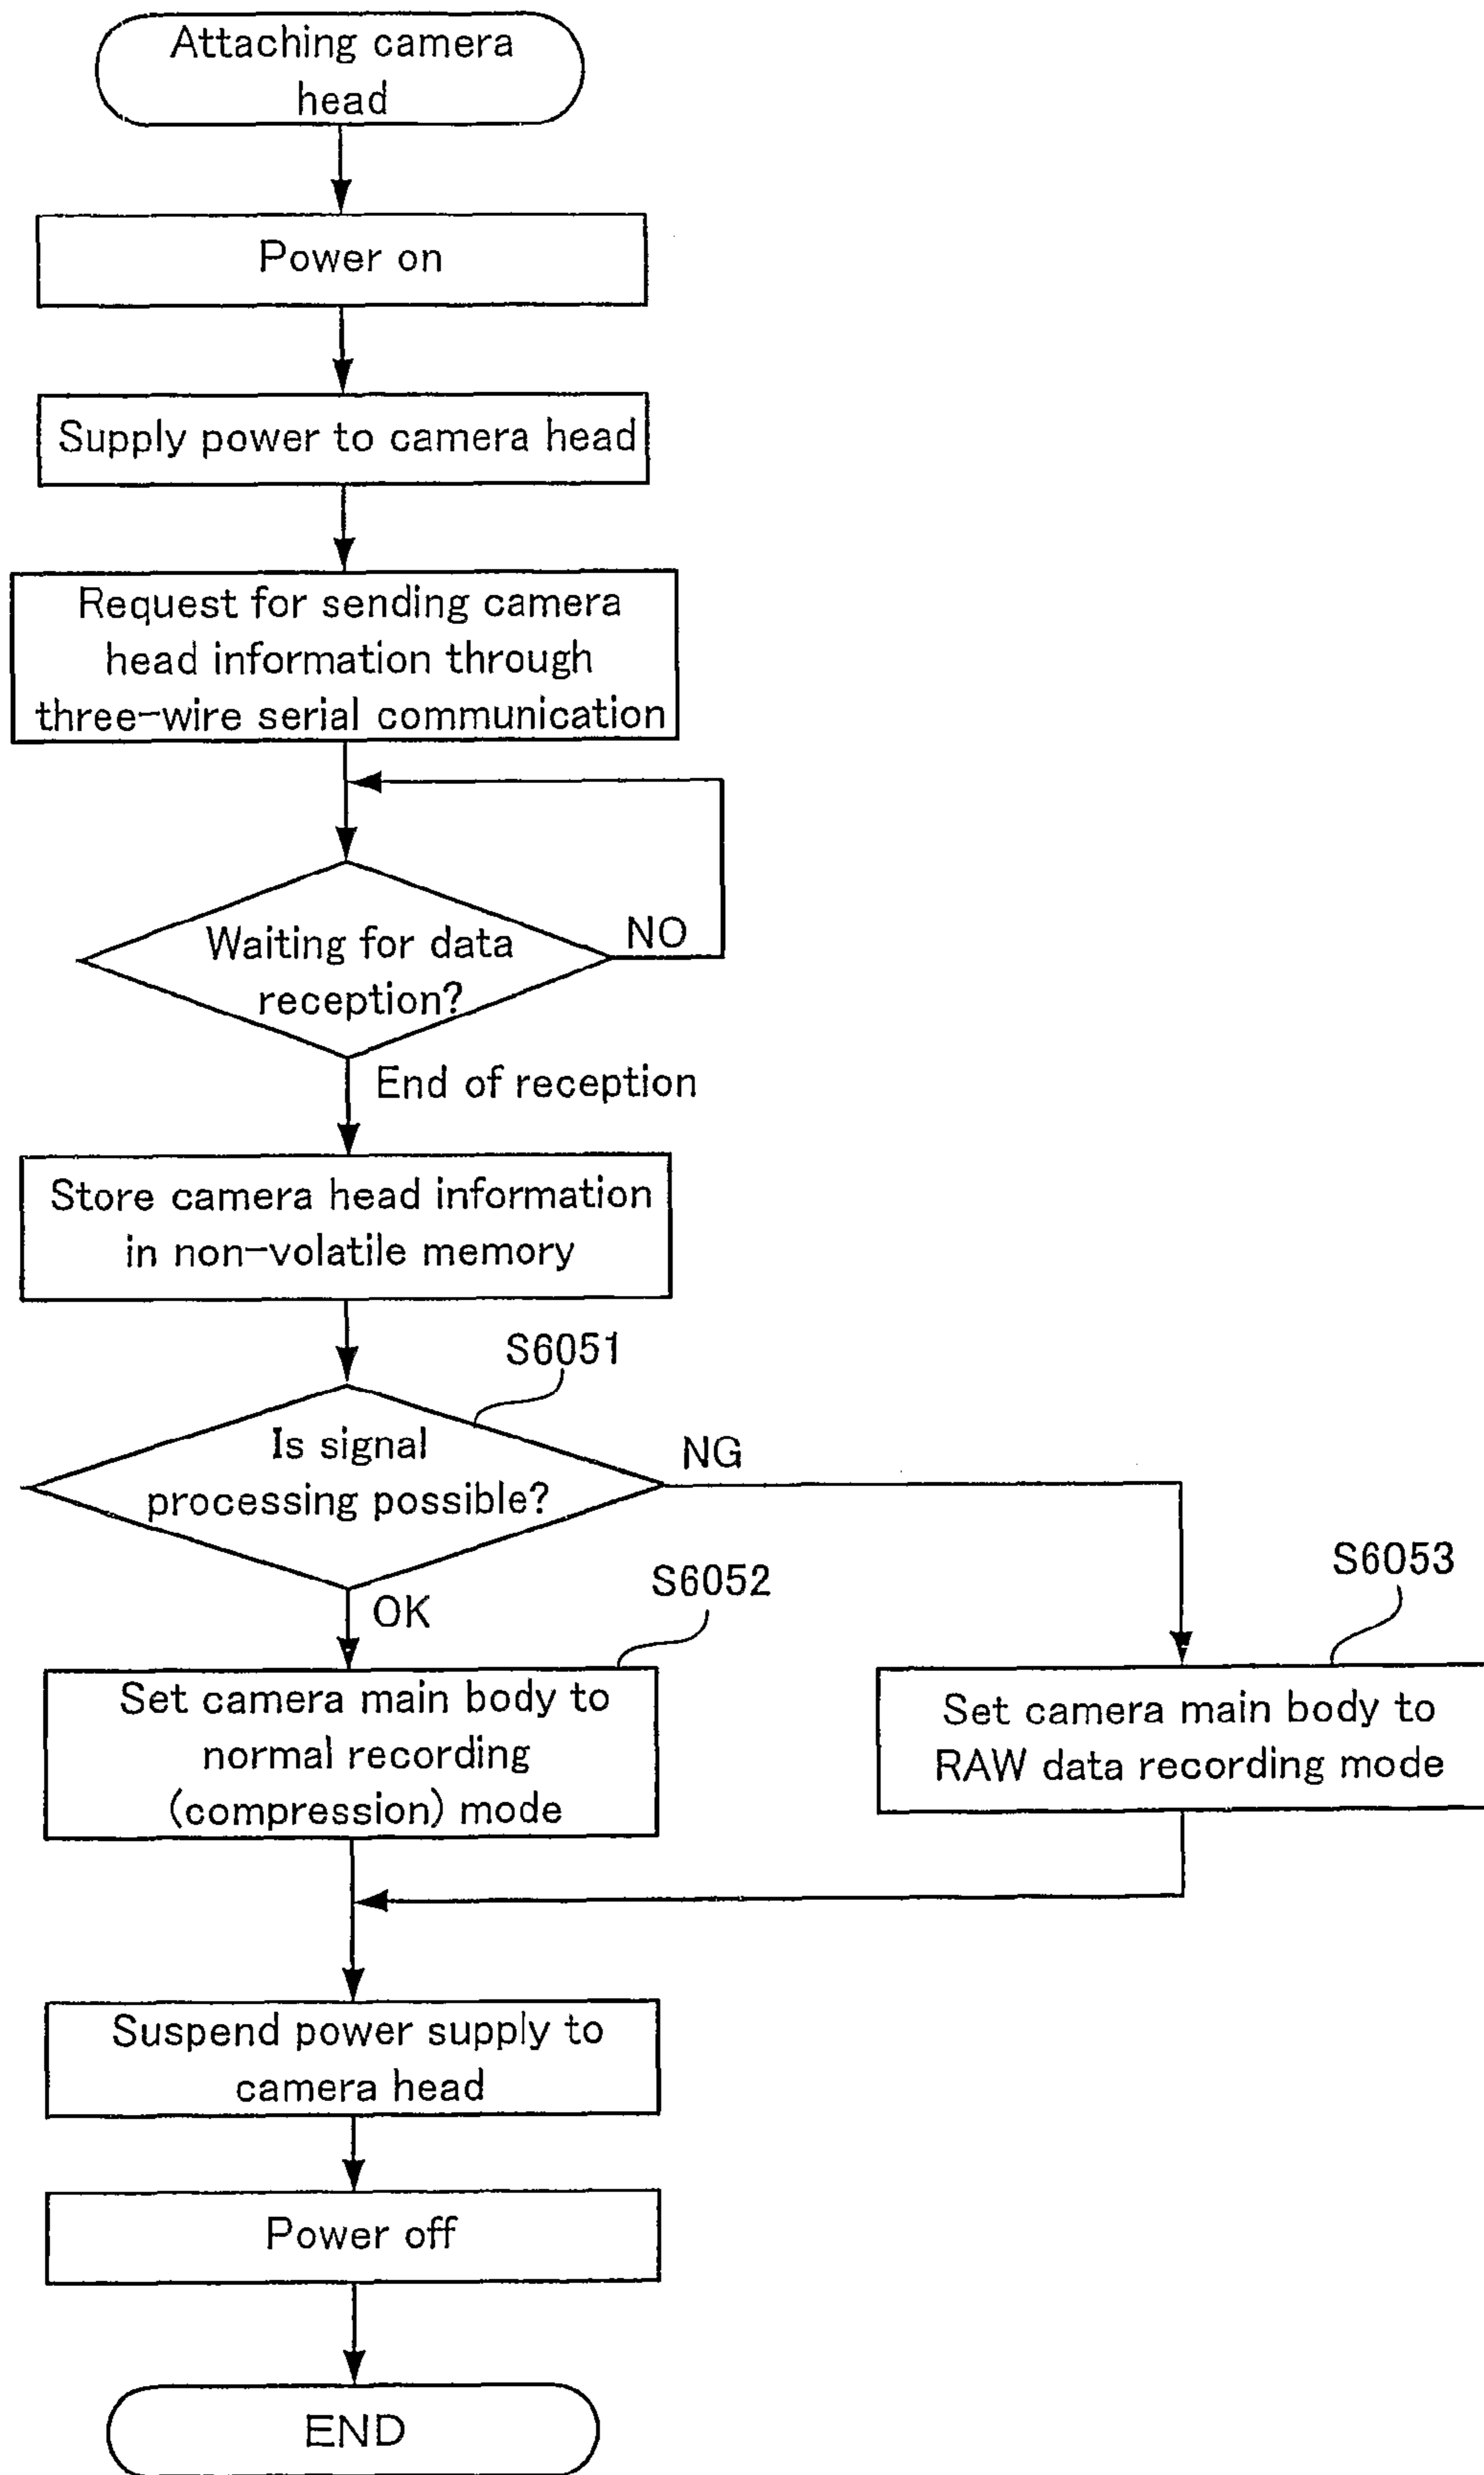 Attaching camera
head
Power on
Supply power to camera head
Request for sending camera
head information through
three-wire serial communication
NO
Waiting for data
reception?
End of reception
Store camera head information
in non-volatile memory
S6051
Is signal
processing possible?
NG
OK
S6052
S6053
Set camera main body to
normal recording
(compression) mode
Set camera main body to
RAW data recording mode
Suspend power supply to
camera head
Power off
END